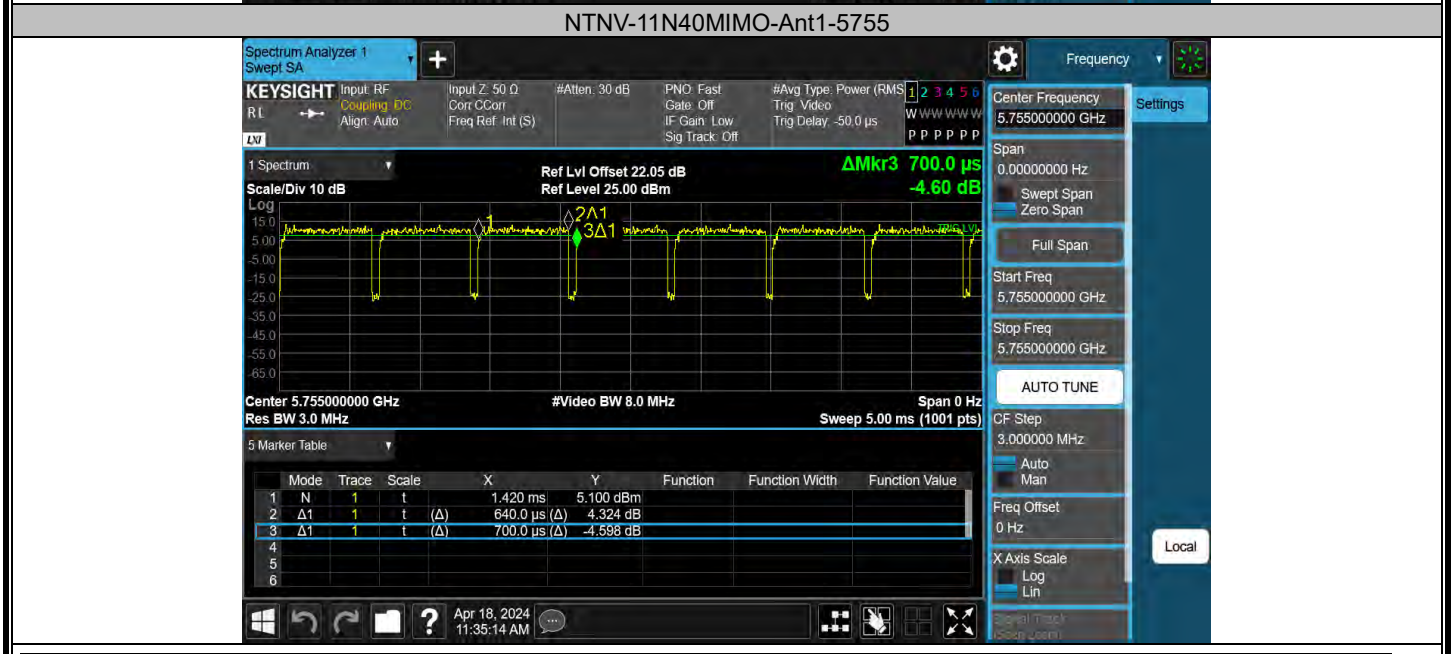 NTNV-11N40MIMO-Ant1-5755
Spectrum Analyzer 1
Swept SA
+
Frequency
KEYSIGHT
RL
LXI
Input: RF
Coupling: DC
Align: Auto
Input Z: 50 Ω
Corr CCorr
Freq Ref: Int (S)
#Atten: 30 dB
PNO: Fast
Gate: Off
IF Gain: Low
Sig Track: Off
#Avg Type: Power (RMS
Trig: Video
Trig Delay: -50.0 µs
1 2 3 4 5 6
W W W W W W
P P P P P P
Center Frequency
5.755000000 GHz
Settings
1 Spectrum
Scale/Div 10 dB
Ref Lvl Offset 22.05 dB
Ref Level 25.00 dBm
ΔMkr3 700.0 µs
-4.60 dB
Span
0.00000000 Hz
Swept Span
Zero Span
Full Span
Log
15.0
5.00
-5.00
-15.0
-25.0
-35.0
-45.0
-55.0
-65.0
1
2Δ1
3Δ1
TRIG LVL
Start Freq
5.755000000 GHz
Stop Freq
5.755000000 GHz
AUTO TUNE
Center 5.755000000 GHz
#Video BW 8.0 MHz
Span 0 Hz
Res BW 3.0 MHz
Sweep 5.00 ms (1001 pts)
CF Step
3.000000 MHz
Auto
Man
5 Marker Table
Mode Trace Scale X Y Function Function Width Function Value
1 N 1 t 1.420 ms 5.100 dBm
2 Δ1 1 t (Δ) 640.0 µs (Δ) 4.324 dB
3 Δ1 1 t (Δ) 700.0 µs (Δ) -4.598 dB
4
5
6
Freq Offset
0 Hz
X Axis Scale
Log
Lin
Local
Signal Track
(Span Zoom)
?
Apr 18, 2024
11:35:14 AM